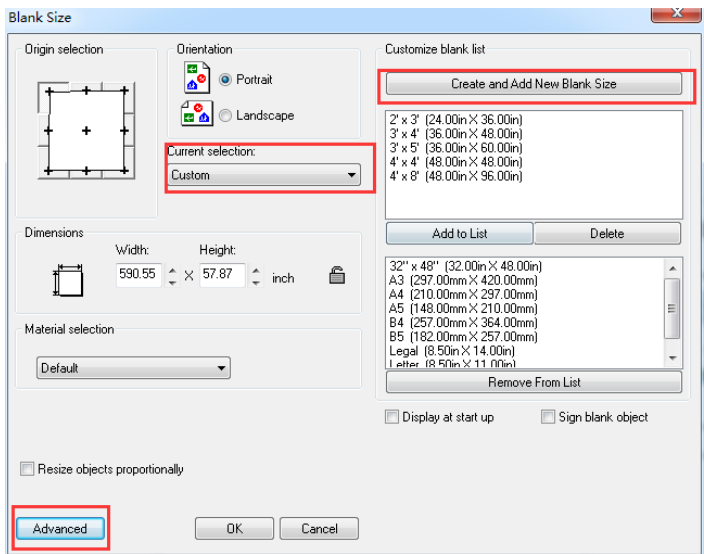 Blank Size
Origin selection
Orientation
Portrait
Landscape
Current selection:
Custom
Dimensions
Width:
Height:
590.55
57.87
inch
Material selection
Default
Resize objects proportionally
Advanced
OK
Cancel
Customize blank list
Create and Add New Blank Size
2' x 3' (24.00in X 36.00in)
3' x 4' (36.00in X 48.00in)
3' x 5' (36.00in X 60.00in)
4' x 4' (48.00in X 48.00in)
4' x 8' (48.00in X 96.00in)
Add to List
Delete
32'' x 48'' (32.00in X 48.00in)
A3 (297.00mm X 420.00mm)
A4 (210.00mm X 297.00mm)
A5 (148.00mm X 210.00mm)
B4 (257.00mm X 364.00mm)
B5 (182.00mm X 257.00mm)
Legal (8.50in X 14.00in)
Letter (8.50in X 11.00in)
Remove From List
Display at start up
Sign blank object